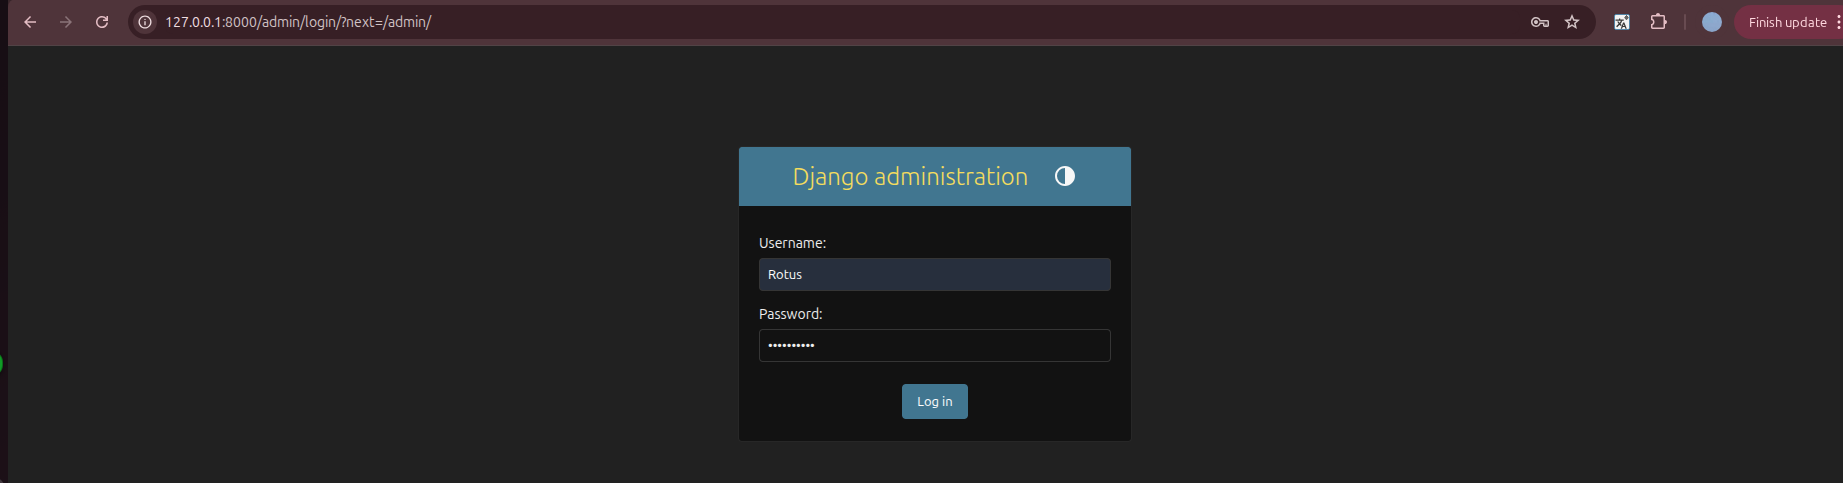 127.0.0.1:8000/admin/login/?next=/admin/
Finish update
Django administration
Username:
Rotus
Password:
••••••••••
Log in